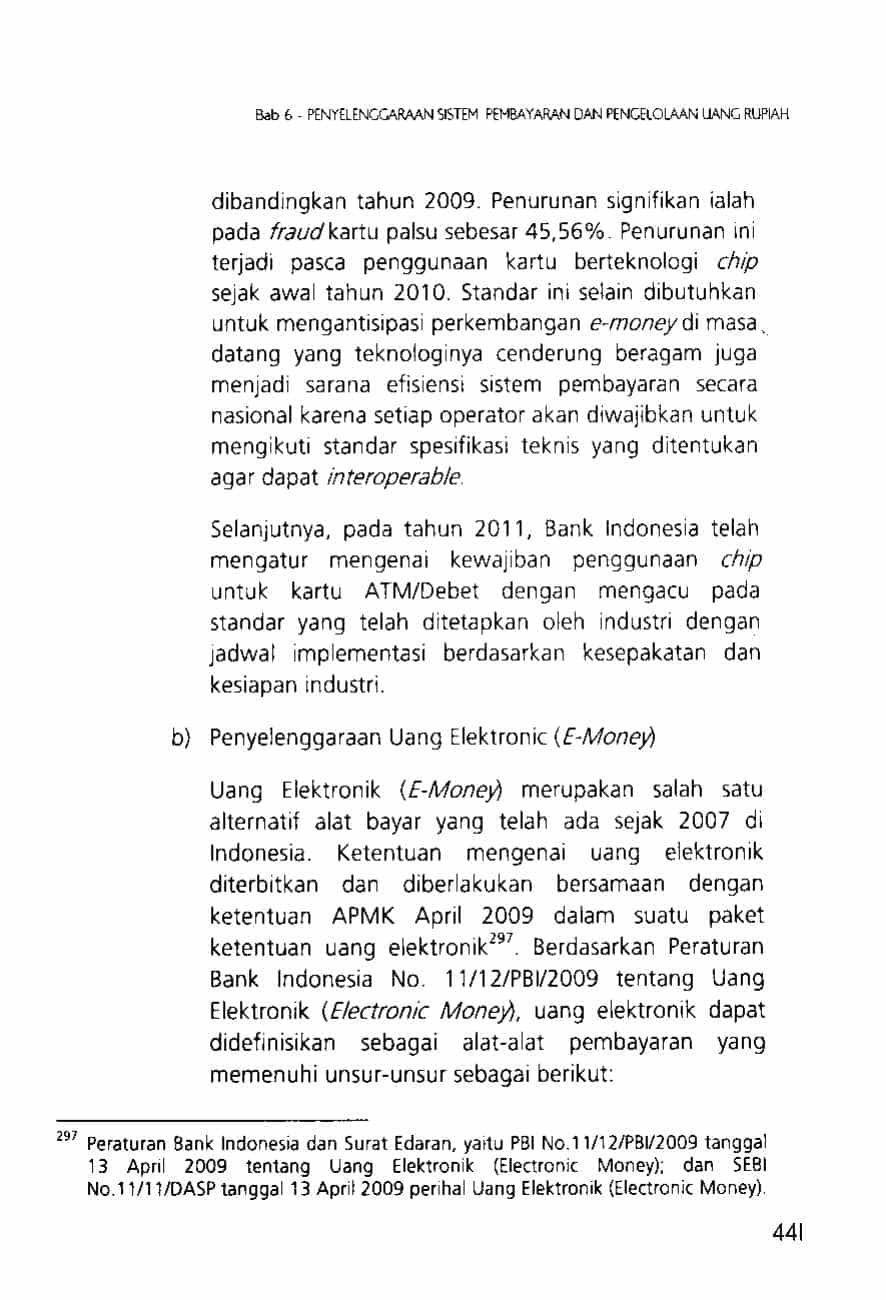 Bab 6 - PENYELENGGARAAN SISTEM PEMBAYARAN DAN PENGELOLAAN UANG RUPIAH
dibandingkan tahun 2009. Penurunan signifikan ialah
pada fraud kartu palsu sebesar 45,56%. Penurunan ini
terjadi pasca penggunaan kartu berteknologi chip
sejak awal tahun 2010. Standar ini selain dibutuhkan
untuk mengantisipasi perkembangan e-money di masa
datang yang teknologinya cenderung beragam juga
menjadi sarana efisiensi sistem pembayaran secara
nasional karena setiap operator akan diwajibkan untuk
mengikuti standar spesifikasi teknis yang ditentukan
agar dapat interoperable.
Selanjutnya, pada tahun 2011, Bank Indonesia telah
mengatur mengenai kewajiban penggunaan chip
untuk kartu ATM/Debet dengan mengacu pada
standar yang telah ditetapkan oleh industri dengan
jadwal implementasi berdasarkan kesepakatan dan
kesiapan industri.
b) Penyelenggaraan Uang Elektronic (E-Money)
Uang Elektronik (E-Money) merupakan salah satu
alternatif alat bayar yang telah ada sejak 2007 di
Indonesia. Ketentuan mengenai uang elektronik
diterbitkan dan diberlakukan bersamaan dengan
ketentuan APMK April 2009 dalam suatu paket
ketentuan uang elektronik297. Berdasarkan Peraturan
Bank Indonesia No. 11/12/PBI/2009 tentang Uang
Elektronik (Electronic Money), uang elektronik dapat
didefinisikan sebagai alat-alat pembayaran yang
memenuhi unsur-unsur sebagai berikut:
297 Peraturan Bank Indonesia dan Surat Edaran, yaitu PBI No.11/12/PBI/2009 tanggal
13 April 2009 tentang Uang Elektronik (Electronic Money); dan SEBI
No.11/11/DASP tanggal 13 April 2009 perihal Uang Elektronik (Electronic Money).
441